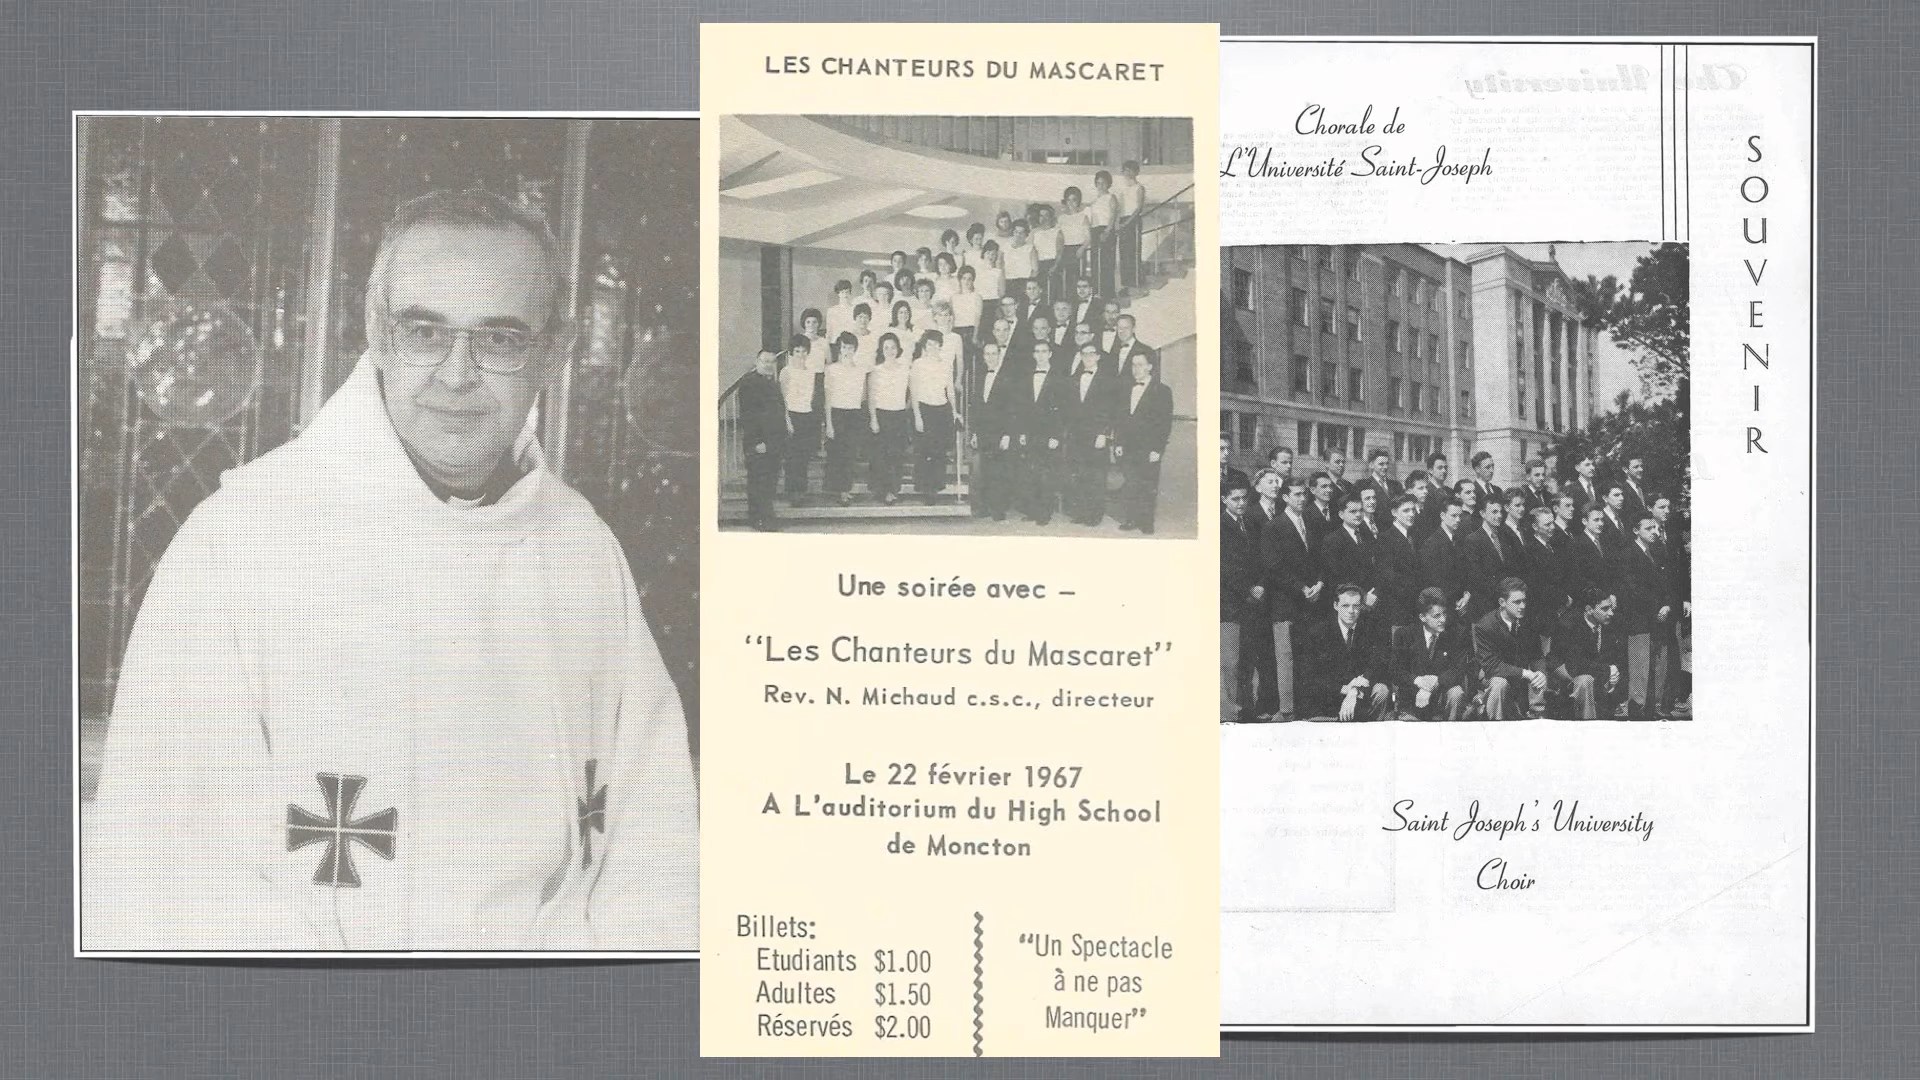 LES CHANTEURS DU MASCARET
Une soirée avec –
“Les Chanteurs du Mascaret”
Rev. N. Michaud c.s.c., directeur
Le 22 février 1967
A L'auditorium du High School
de Moncton
Billets:
Etudiants $1.00
Adultes $1.50
Réservés $2.00
“Un Spectacle
à ne pas
Manquer”
Chorale de
L'Université Saint-Joseph
SOUVENIR
Saint Joseph's University
Choir
The University